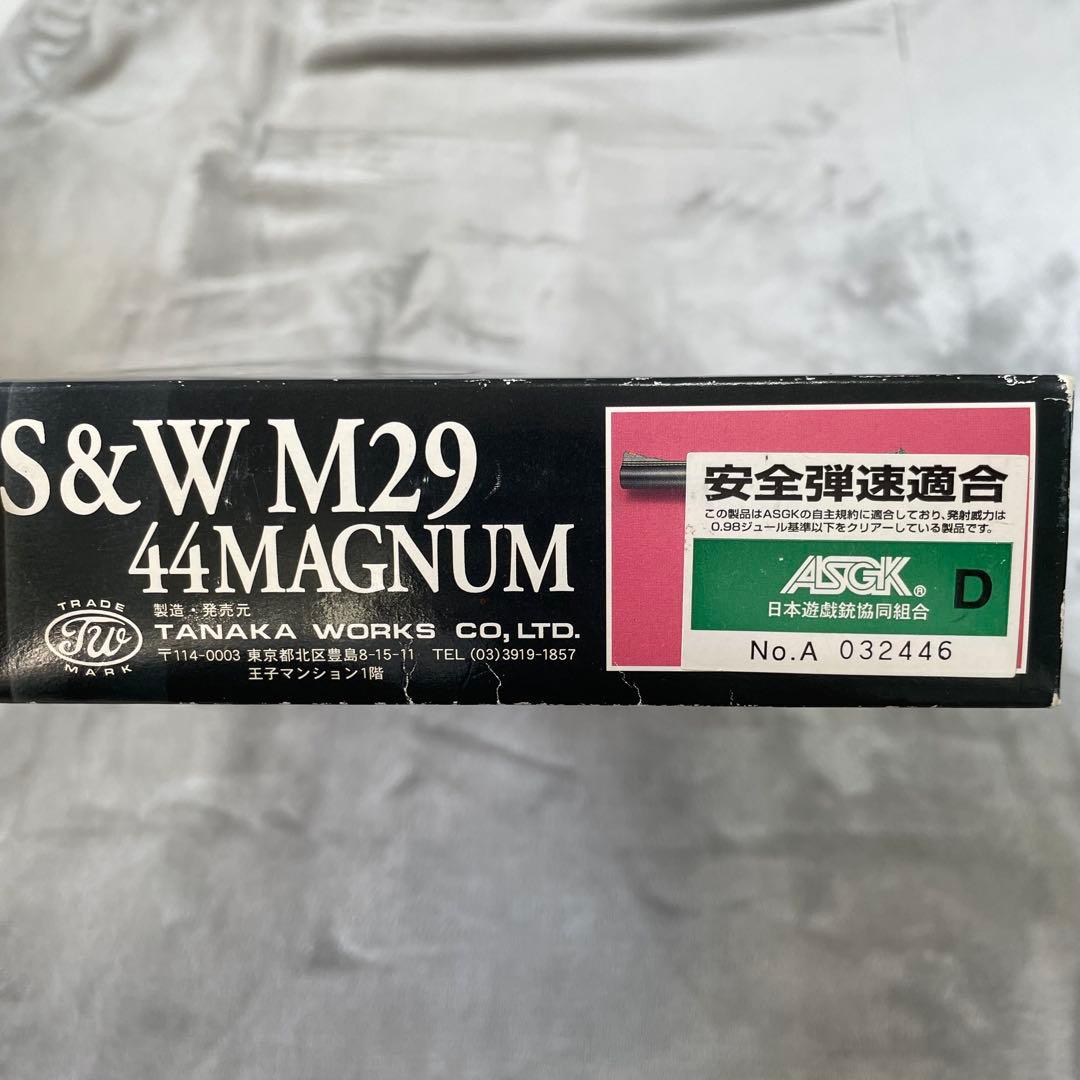 S&W M29
44 MAGNUM
TRADE
TW
MARK
製造・発売元
TANAKA WORKS CO,LTD.
〒114-0003 東京都北区豊島8-15-11 TEL (03)3919-1857
王子マンション1階
安全弾速適合
この製品はASGKの自主規約に適合しており、発射威力は
0.98ジュール基準以下をクリアーしている製品です。
ASGK®
日本遊戯銃協同組合
D
No.A 032446